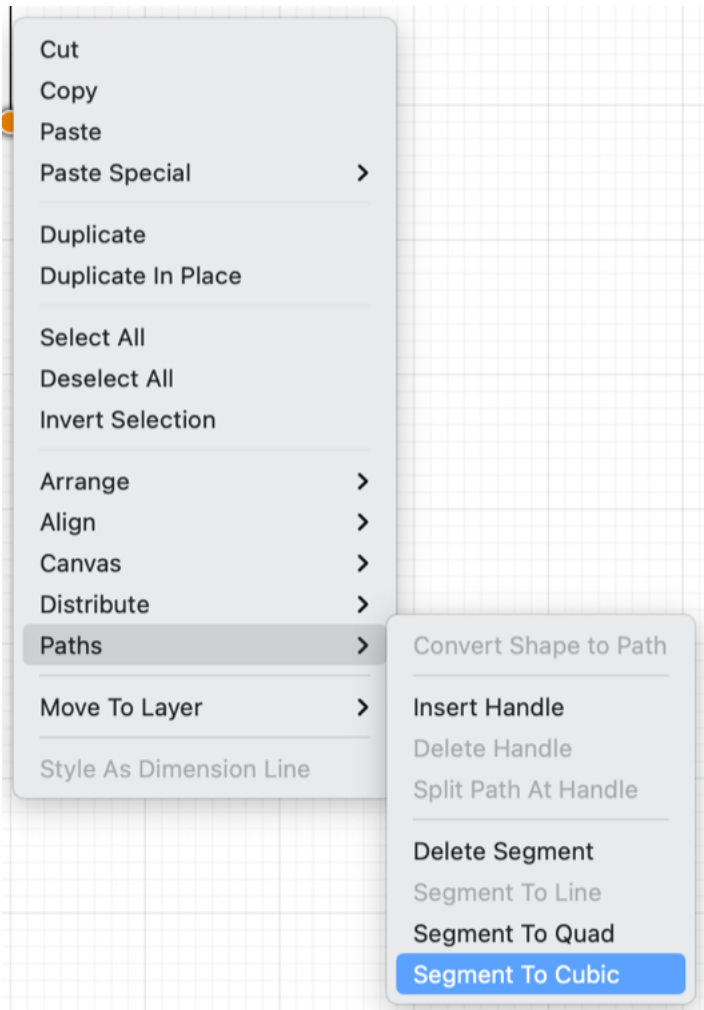 Cut
Copy
Paste
Paste Special
Duplicate
Duplicate In Place
Select All
Deselect All
Invert Selection
Arrange
Align
Canvas
Distribute
Paths
Move To Layer
Style As Dimension Line
Convert Shape to Path
Insert Handle
Delete Handle
Split Path At Handle
Delete Segment
Segment To Line
Segment To Quad
Segment To Cubic